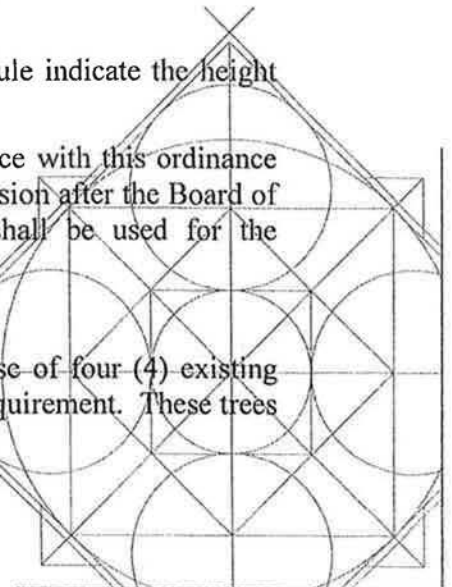 ule indicate the height
ce with this ordinance
sion after the Board of
shall be used for the
se of four (4) existing
quirement. These trees